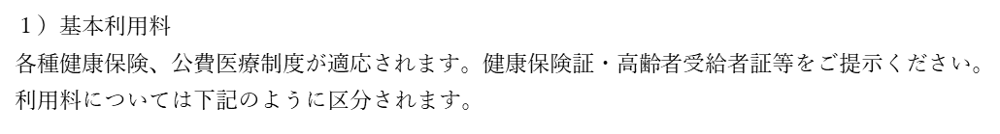 １）基本利用料
各種健康保険、公費医療制度が適応されます。健康保険証・高齢者受給者証等をご提示ください。
利用料については下記のように区分されます。